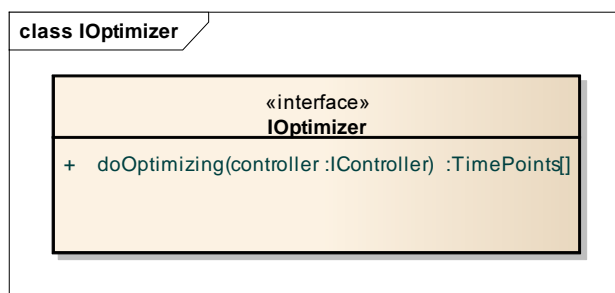 class IOptimizer
«interface»
IOptimizer
+ doOptimizing(controller :IController) :TimePoints[]